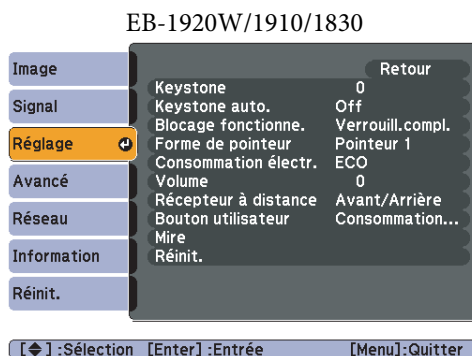 EB-1920W/1910/1830
Image
Signal
Réglage
Avancé
Réseau
Information
Réinit.
Retour
Keystone 0
Keystone auto. Off
Blocage fonctionne. Verrouill.compl.
Forme de pointeur Pointeur 1
Consommation électr. ECO
Volume 0
Récepteur à distance Avant/Arrière
Bouton utilisateur Consommation...
Mire
Réinit.
[◆] :Sélection [Enter] :Entrée [Menu]:Quitter